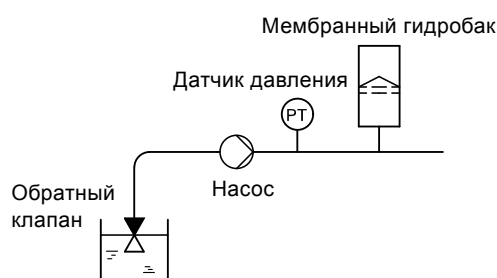 Мембранный гидробак
Датчик давления
PT
Насос
Обратный
клапан